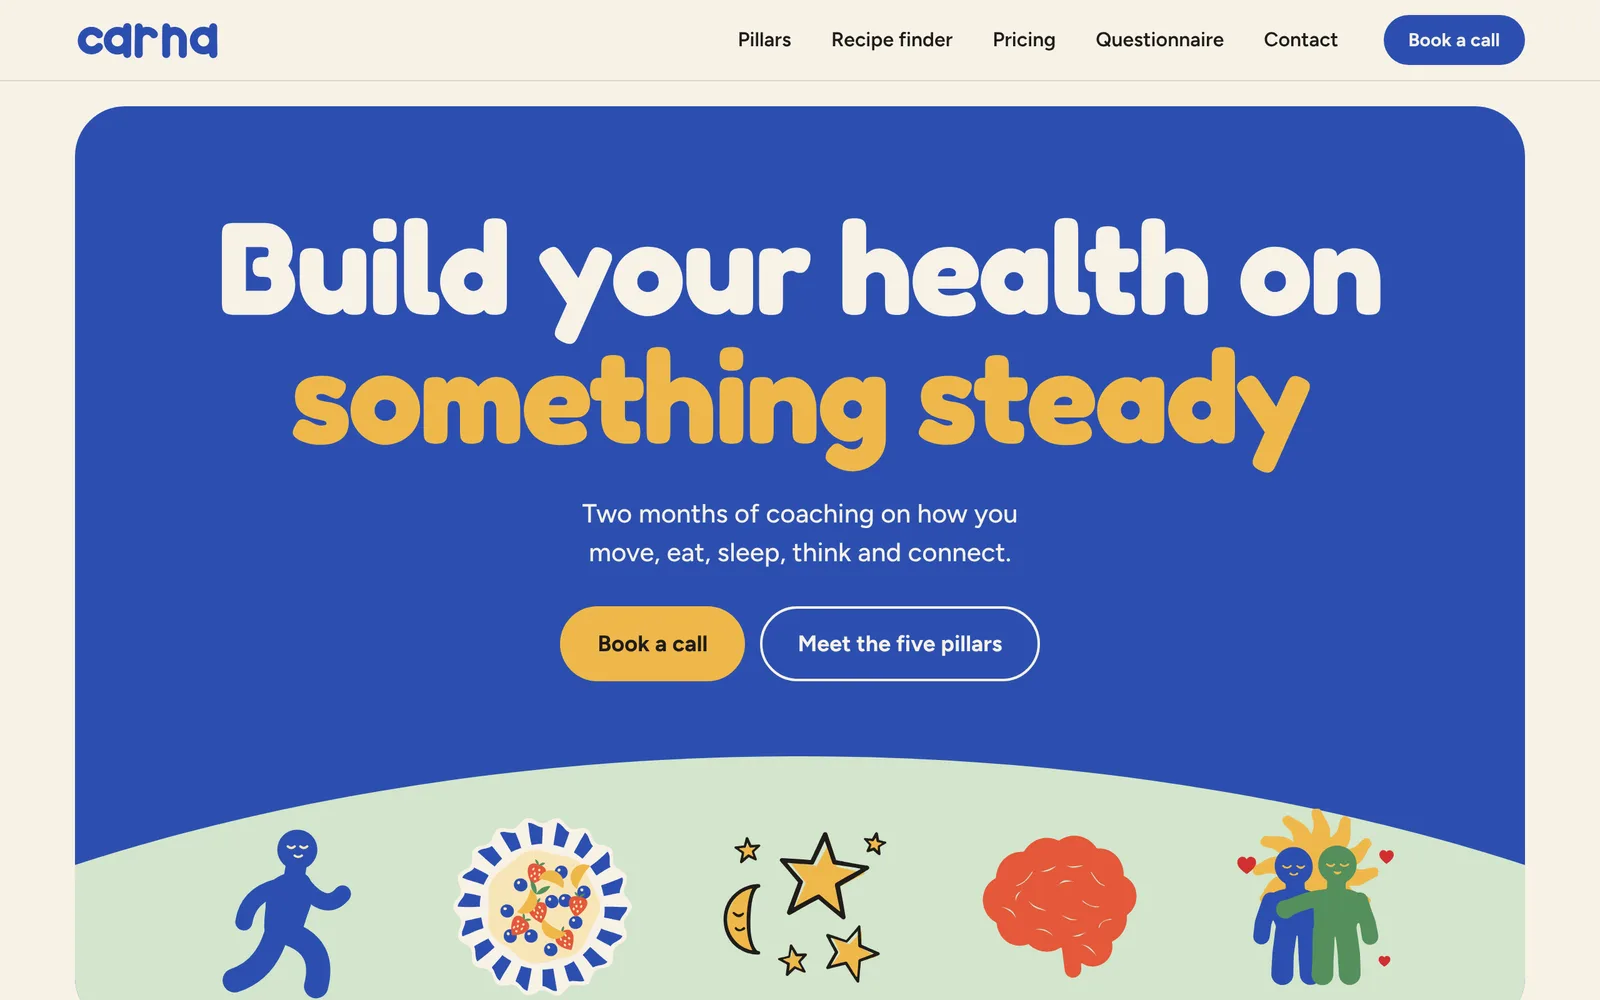 carna
Pillars
Recipe finder
Pricing
Questionnaire
Contact
Book a call
Build your health on
something steady
Two months of coaching on how you
move, eat, sleep, think and connect.
Book a call
Meet the five pillars